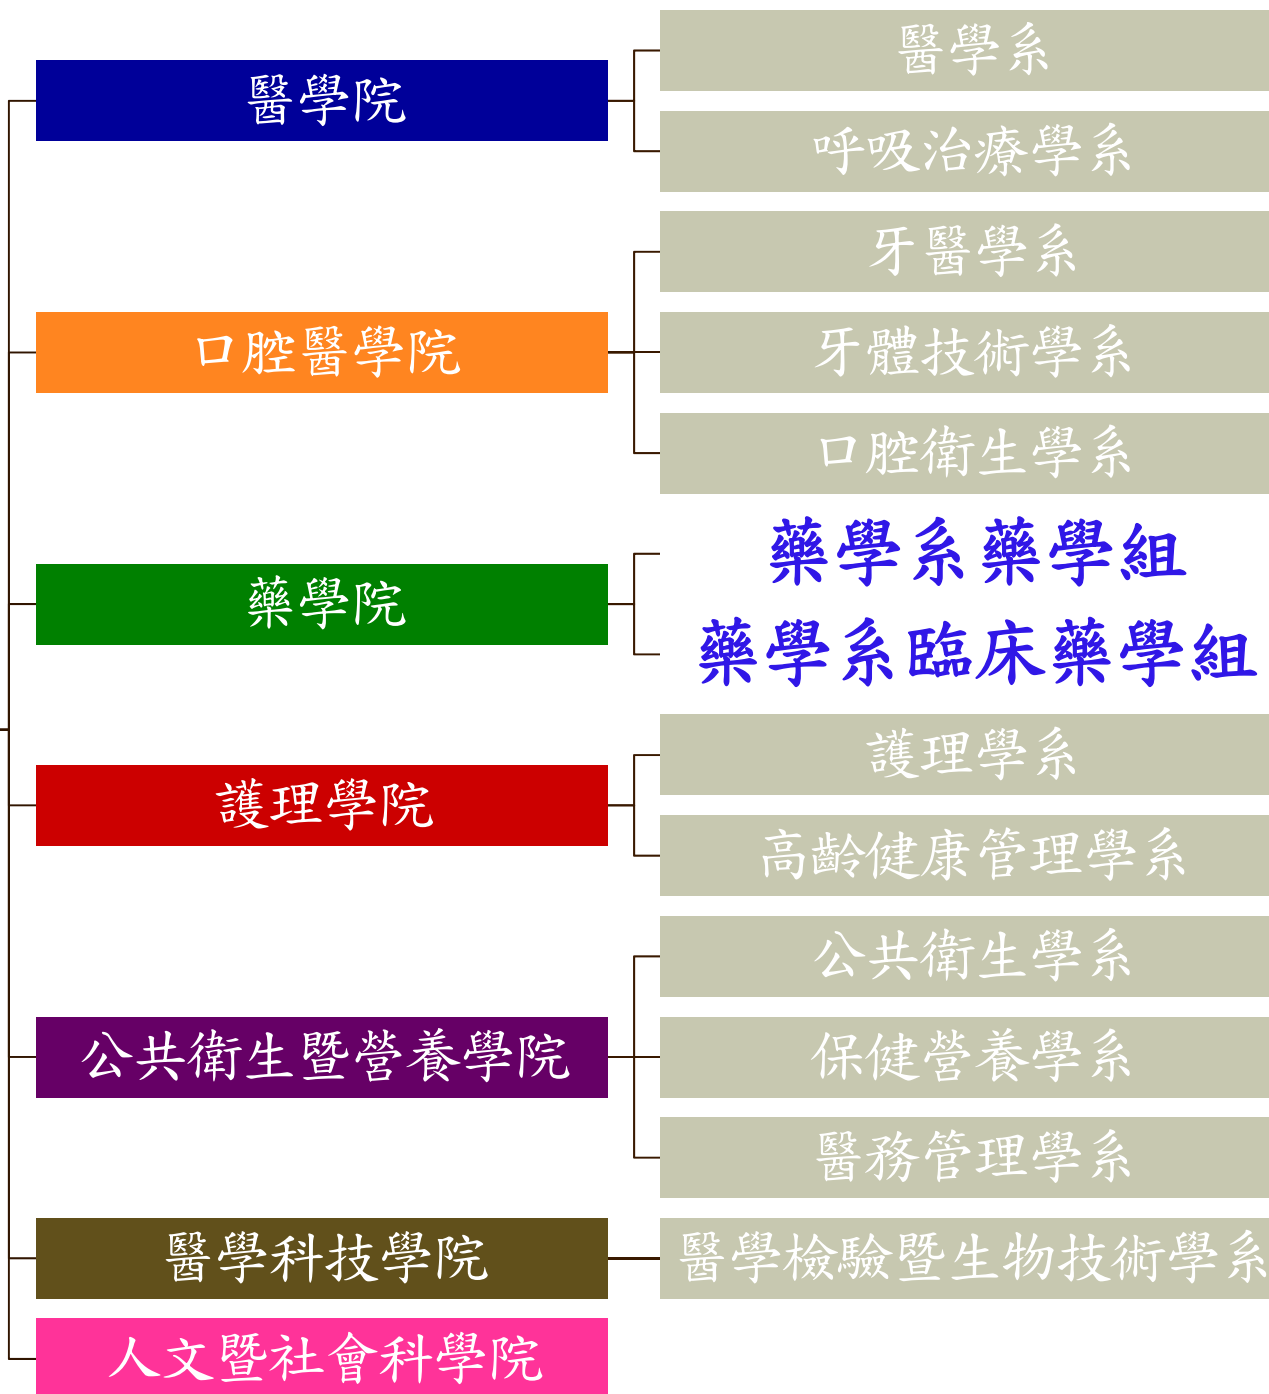 醫學院
醫學系
呼吸治療學系
口腔醫學院
牙醫學系
牙體技術學系
口腔衛生學系
藥學院
藥學系藥學組
藥學系臨床藥學組
護理學院
護理學系
高齡健康管理學系
公共衛生暨營養學院
公共衛生學系
保健營養學系
醫務管理學系
醫學科技學院
醫學檢驗暨生物技術學系
人文暨社會科學院